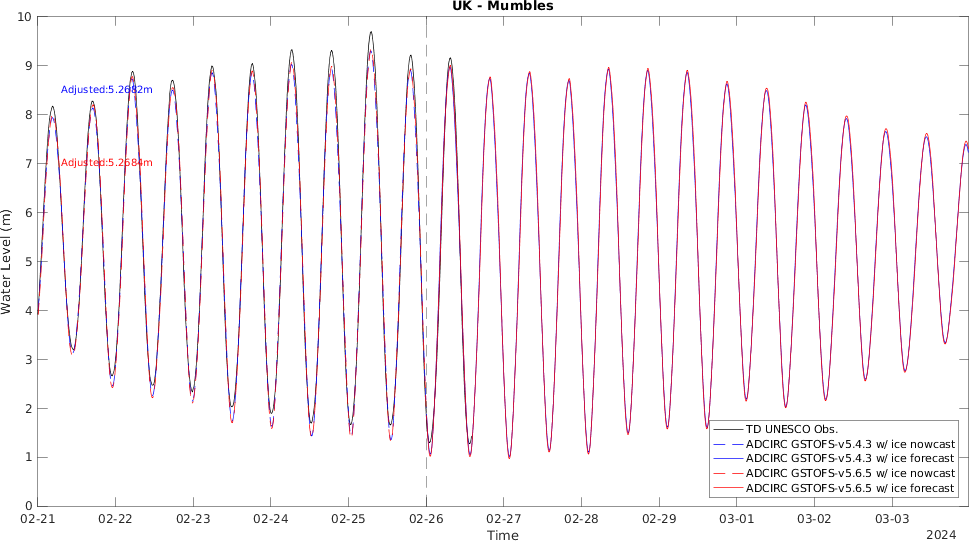 UK - Mumbles
10
9
8
7
6
5
4
3
2
1
0
Water Level (m)
Adjusted:5.2682m
Adjusted:5.2684m
TD UNESCO Obs.
ADCIRC GSTOFS-v5.4.3 w/ ice nowcast
ADCIRC GSTOFS-v5.4.3 w/ ice forecast
ADCIRC GSTOFS-v5.6.5 w/ ice nowcast
ADCIRC GSTOFS-v5.6.5 w/ ice forecast
02-21 02-22 02-23 02-24 02-25 02-26 02-27 02-28 02-29 03-01 03-02 03-03
Time
2024